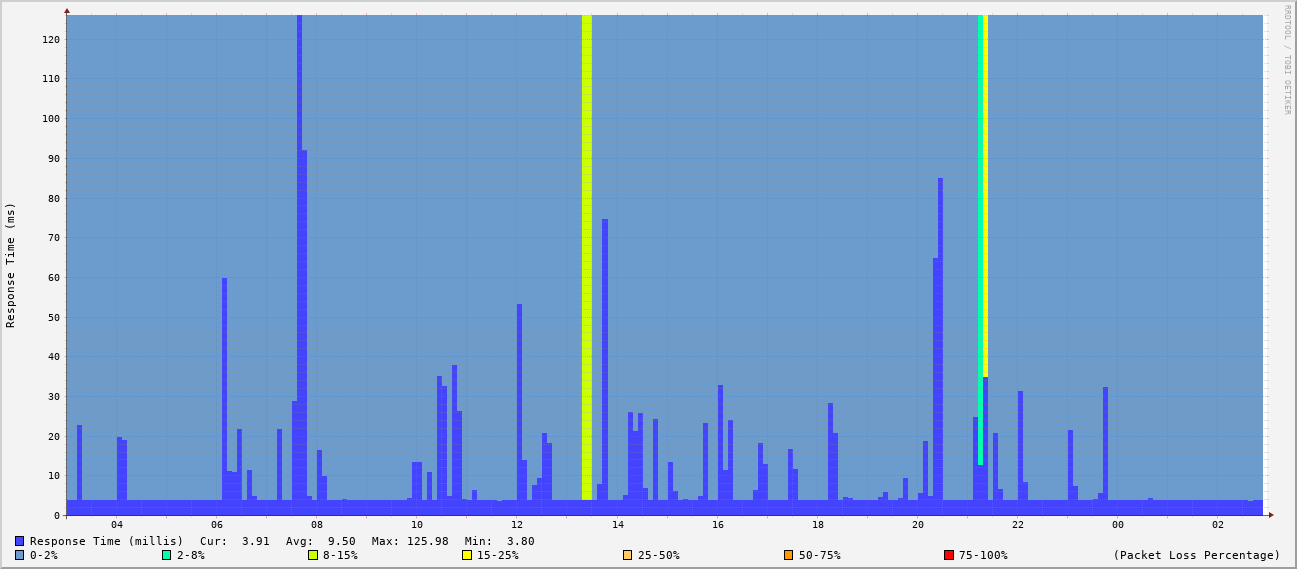 RRDTOOL / TOBI OETIKER
Response Time (ms)
120
110
100
90
80
70
60
50
40
30
20
10
0
04 06 08 10 12 14 16 18 20 22 00 02
Response Time (millis) Cur: 3.91 Avg: 9.50 Max: 125.98 Min: 3.80
0-2% 2-8% 8-15% 15-25% 25-50% 50-75% 75-100% (Packet Loss Percentage)